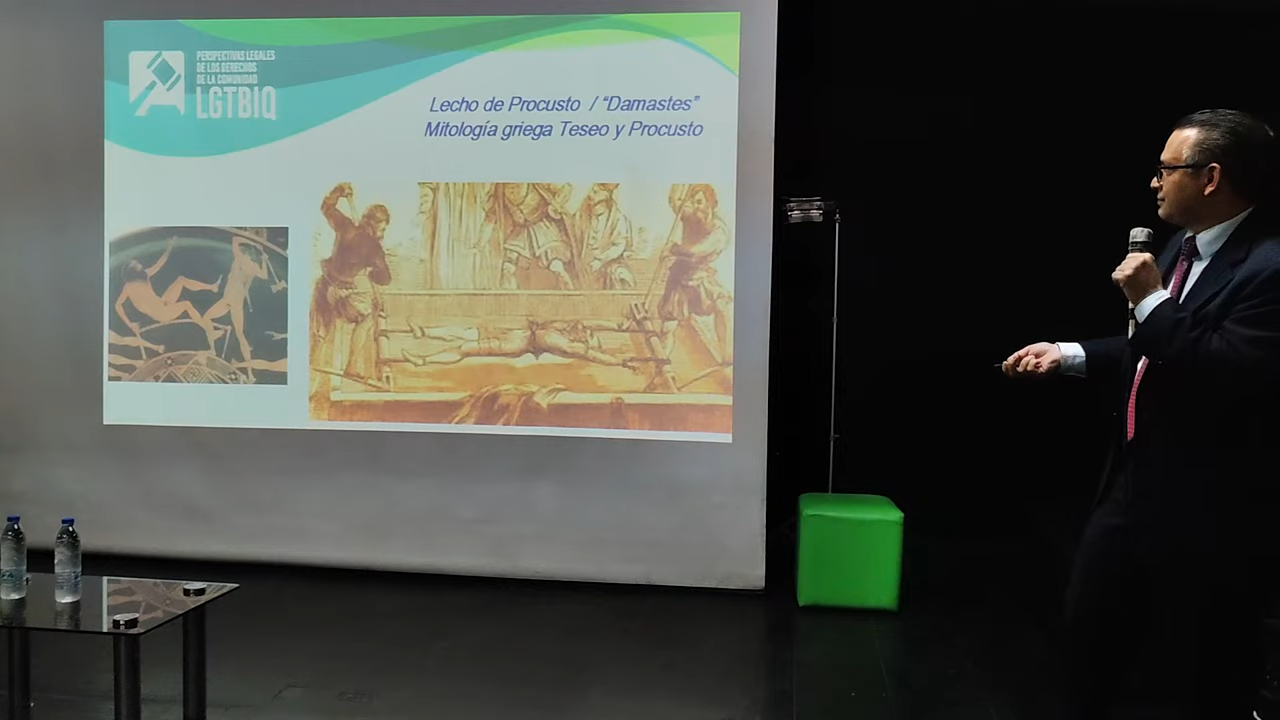 PERSPECTIVAS LEGALES
DE LOS DERECHOS
DE LA COMUNIDAD
LGTBIQ
Lecho de Procusto / “Damastes”
Mitología griega Teseo y Procusto